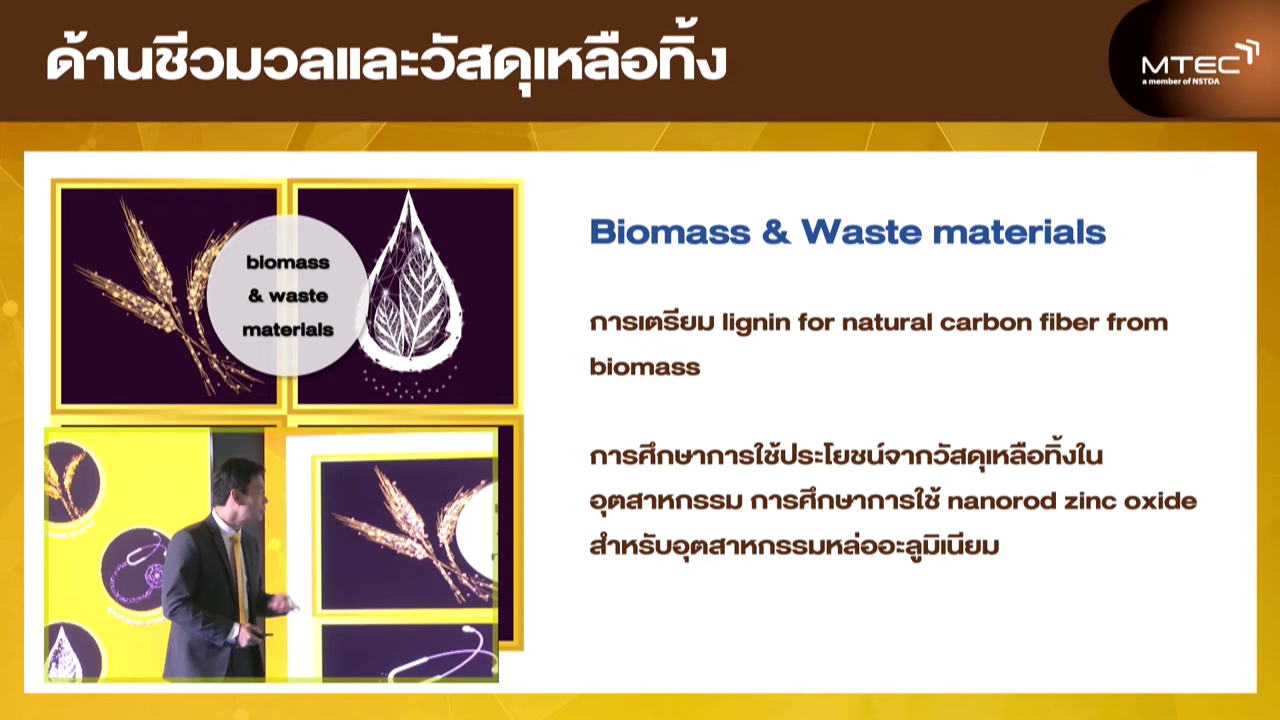 ด้านชีวมวลและวัสดุเหลือทิ้ง
MTEC
a member of NSTDA
biomass
& waste
materials
Biomass & Waste materials
การเตรียม lignin for natural carbon fiber from
biomass
การศึกษาการใช้ประโยชน์จากวัสดุเหลือทิ้งใน
อุตสาหกรรม การศึกษาการใช้ nanorod zinc oxide
สำหรับอุตสาหกรรมหล่ออะลูมิเนียม